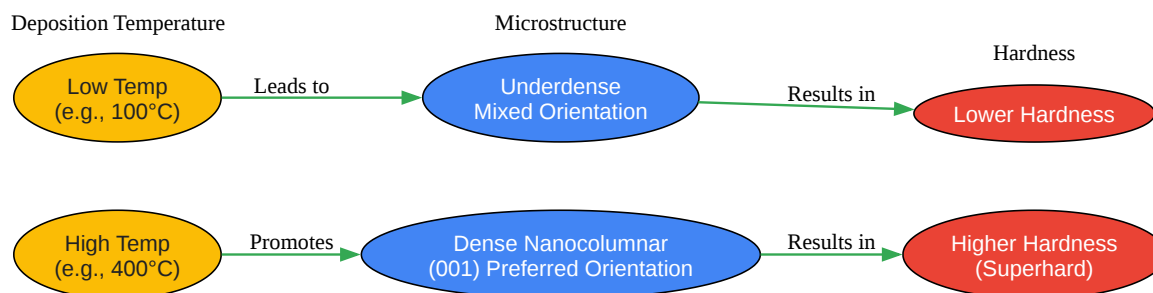 Deposition Temperature
Microstructure
Hardness
Low Temp
(e.g., 100°C)
Leads to
Underdense
Mixed Orientation
Results in
Lower Hardness
High Temp
(e.g., 400°C)
Promotes
Dense Nanocolumnar
(001) Preferred Orientation
Results in
Higher Hardness
(Superhard)